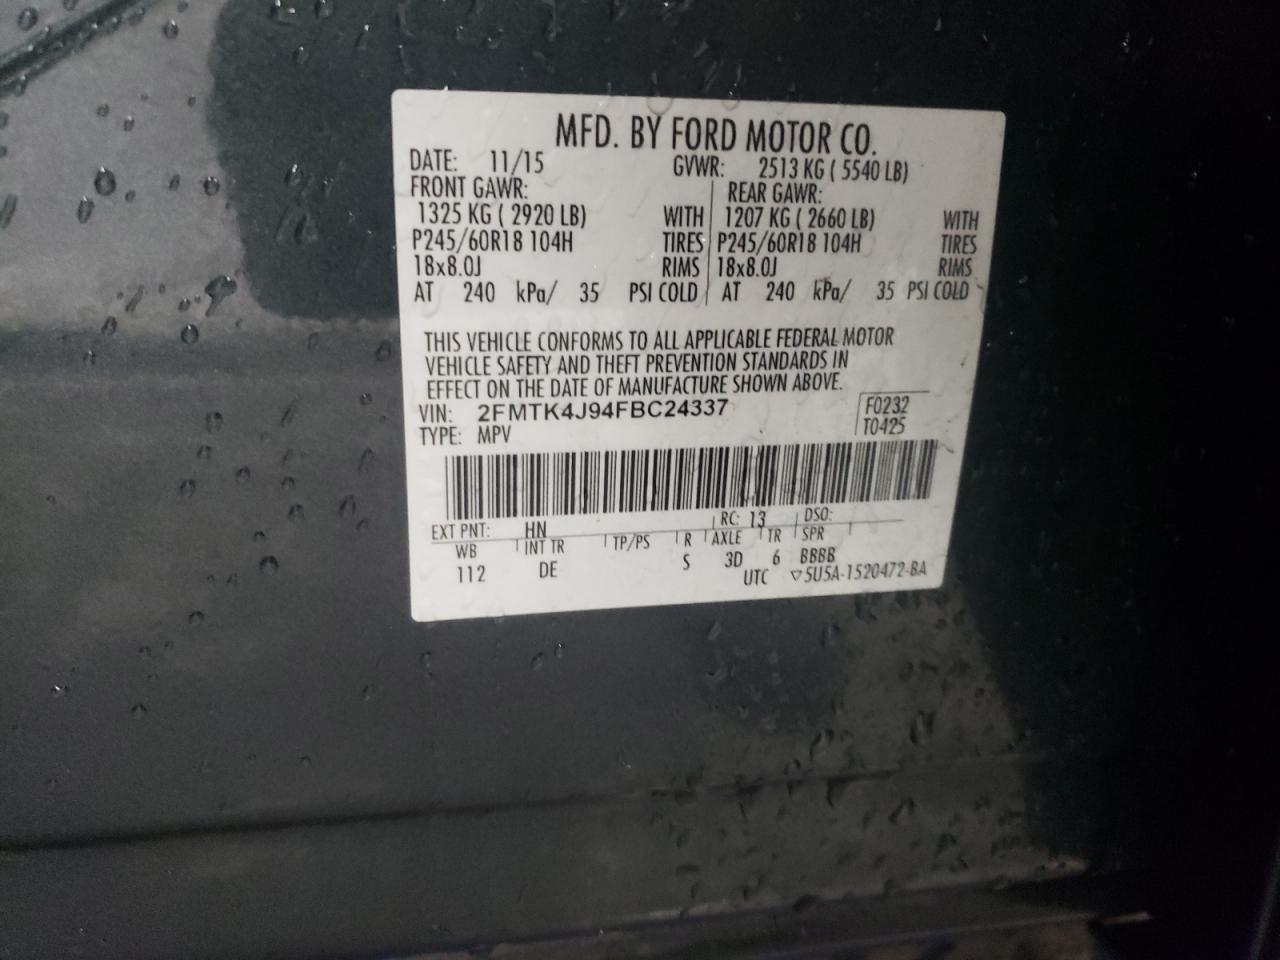 MFD. BY FORD MOTOR CO.
DATE: 11/15 GVWR: 2513 KG ( 5540 LB)
FRONT GAWR: REAR GAWR:
1325 KG ( 2920 LB) WITH 1207 KG ( 2660 LB) WITH
P245/60R18 104H TIRES P245/60R18 104H TIRES
18x8.0J RIMS 18x8.0J RIMS
AT 240 kPa/ 35 PSI COLD AT 240 kPa/ 35 PSI COLD
THIS VEHICLE CONFORMS TO ALL APPLICABLE FEDERAL MOTOR
VEHICLE SAFETY AND THEFT PREVENTION STANDARDS IN
EFFECT ON THE DATE OF MANUFACTURE SHOWN ABOVE.
VIN: 2FMTK4J94FBC24337 F0232
TYPE: MPV T0425
EXT PNT: HN RC: 13 DSO:
WB INT TR TP/PS R AXLE TR SPR
112 DE S 3D 6 BBBB
UTC ▽5U5A-1520472-BA